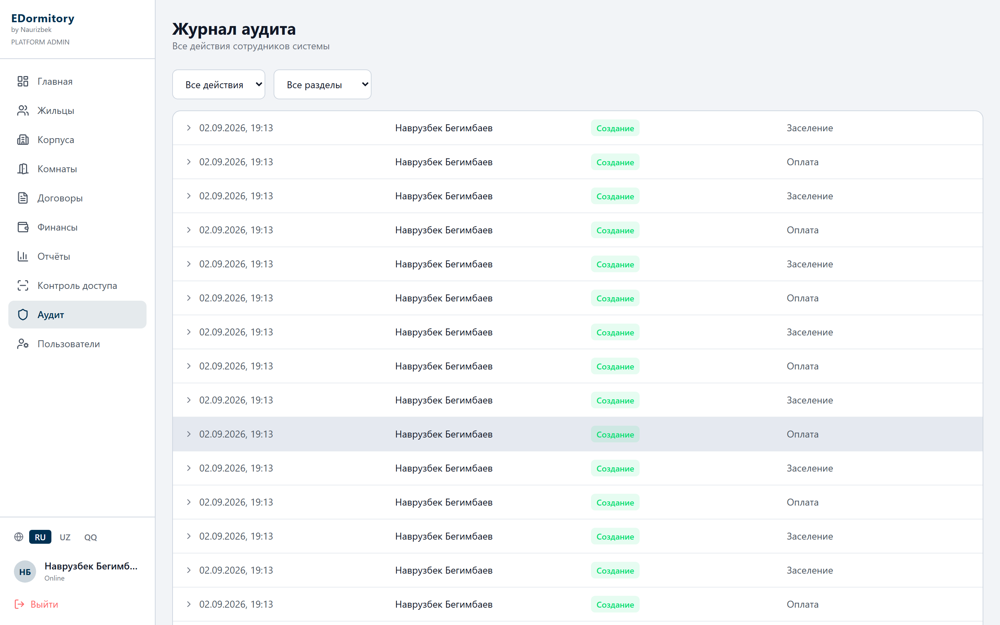 EDormitory
by Naurizbek
PLATFORM ADMIN
Главная
Жильцы
Корпуса
Комнаты
Договоры
Финансы
Отчёты
Контроль доступа
Аудит
Пользователи
RU UZ QQ
НБ
Наврузбек Бегимб...
Online
Выйти
Журнал аудита
Все действия сотрудников системы
Все действия Все разделы
02.09.2026, 19:13 Наврузбек Бегимбаев Создание Заселение
02.09.2026, 19:13 Наврузбек Бегимбаев Создание Оплата
02.09.2026, 19:13 Наврузбек Бегимбаев Создание Заселение
02.09.2026, 19:13 Наврузбек Бегимбаев Создание Оплата
02.09.2026, 19:13 Наврузбек Бегимбаев Создание Заселение
02.09.2026, 19:13 Наврузбек Бегимбаев Создание Оплата
02.09.2026, 19:13 Наврузбек Бегимбаев Создание Заселение
02.09.2026, 19:13 Наврузбек Бегимбаев Создание Оплата
02.09.2026, 19:13 Наврузбек Бегимбаев Создание Заселение
02.09.2026, 19:13 Наврузбек Бегимбаев Создание Оплата
02.09.2026, 19:13 Наврузбек Бегимбаев Создание Заселение
02.09.2026, 19:13 Наврузбек Бегимбаев Создание Оплата
02.09.2026, 19:13 Наврузбек Бегимбаев Создание Заселение
02.09.2026, 19:13 Наврузбек Бегимбаев Создание Заселение
02.09.2026, 19:13 Наврузбек Бегимбаев Создание Оплата